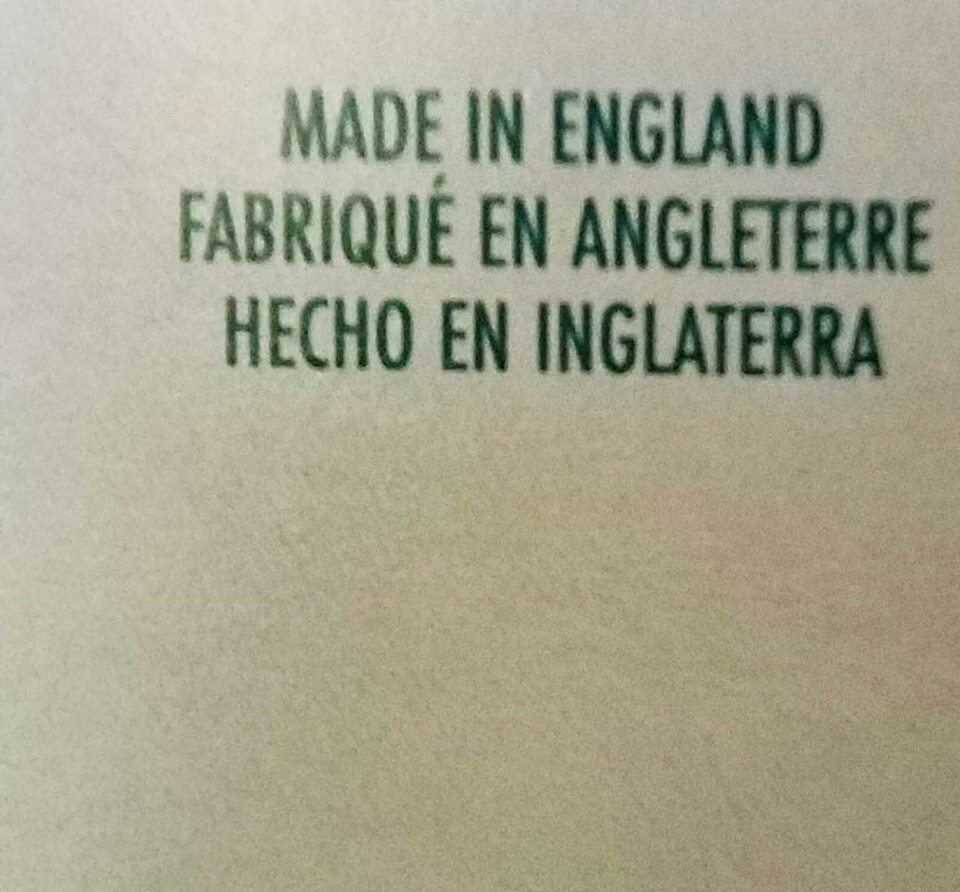 MADE IN ENGLAND
FABRIQUÉ EN ANGLETERRE
HECHO EN INGLATERRA